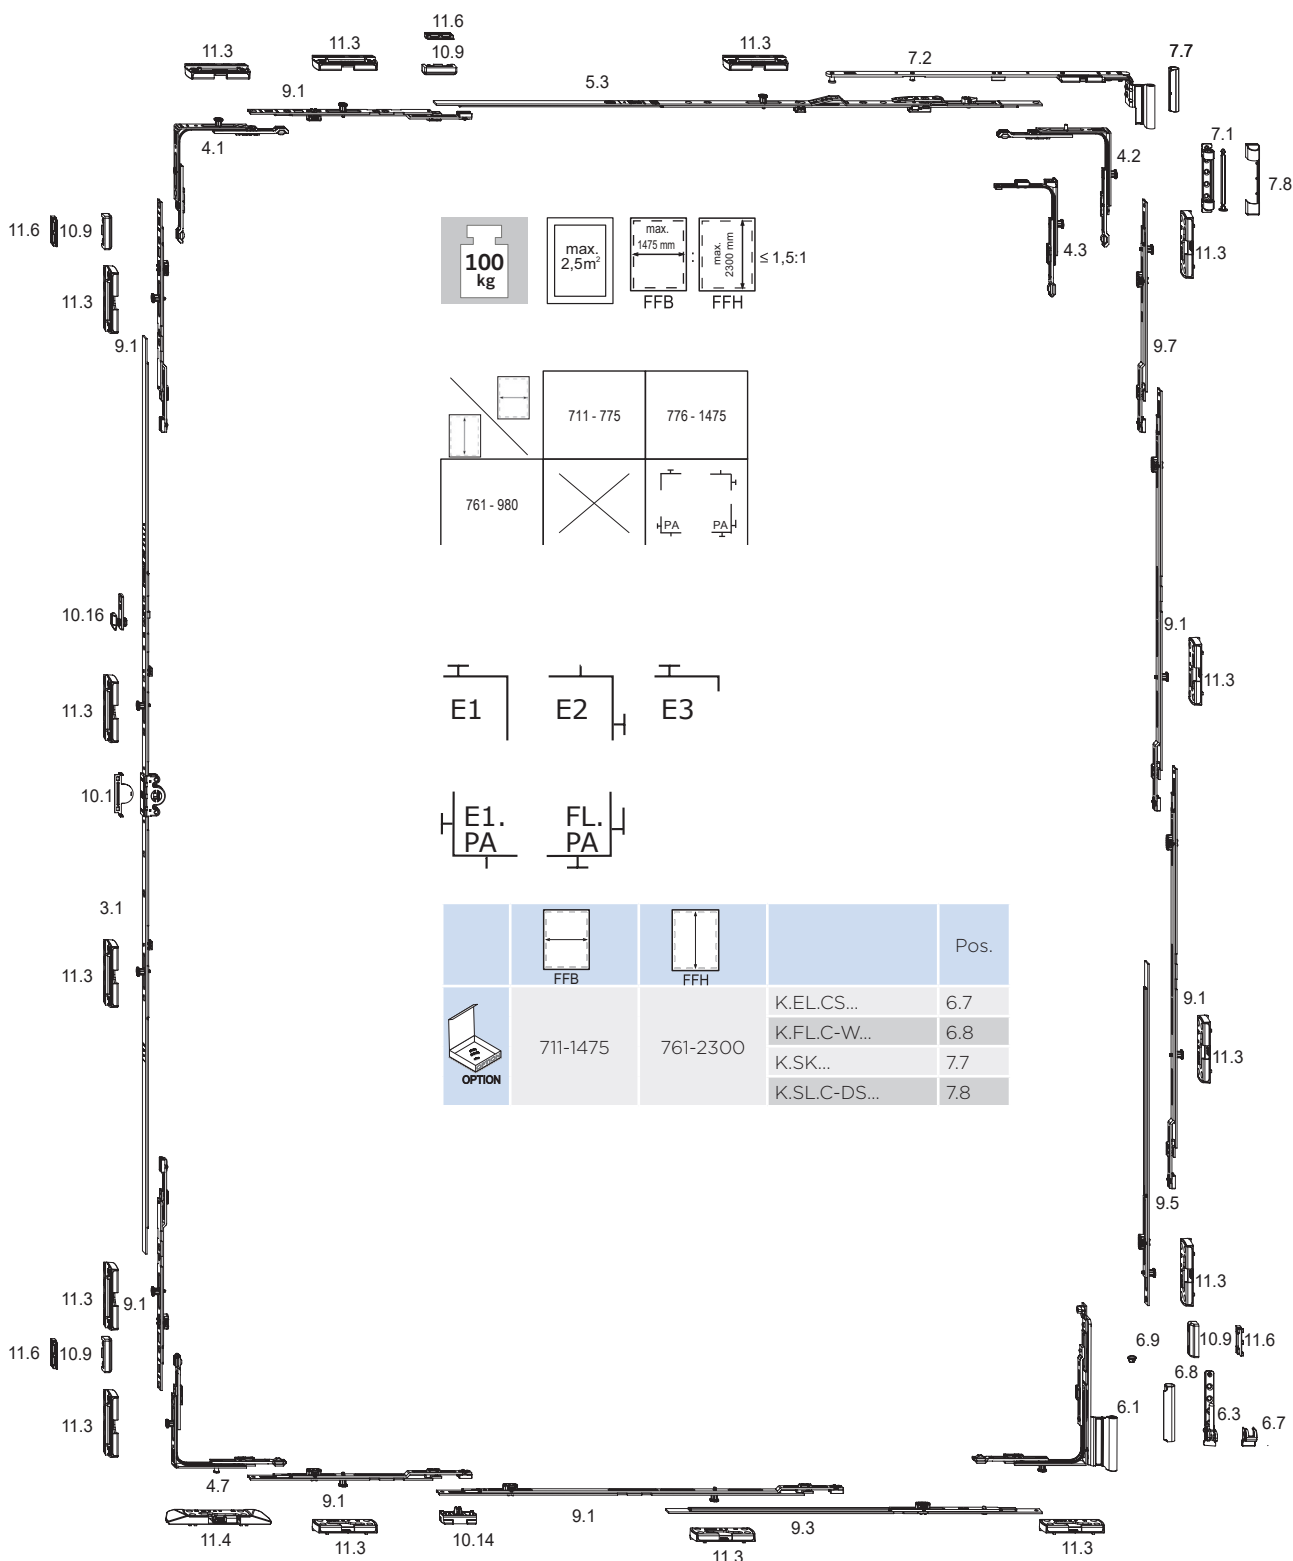 11.6
11.3
11.3
10.9
11.3
7.2
7.7
9.1
5.3
4.1
4.2
7.1
7.8
11.6
10.9
11.3
4.3
11.3
9.1
9.7
100
kg
max.
2,5m²
max.
1475 mm
FFB
:
max.
2300 mm
FFH
≤ 1,5:1
711 - 775
776 - 1475
761 - 980
PA
PA
10.16
11.3
10.1
9.1
11.3
E1
E2
E3
E1.
PA
FL.
PA
3.1
11.3
FFB
FFH
Pos.
OPTION
711-1475
761-2300
K.EL.CS...
6.7
K.FL.C-W...
6.8
K.SK...
7.7
K.SL.C-DS...
7.8
9.1
11.3
9.5
11.3
11.3
9.1
11.6
10.9
11.3
6.9
10.9
11.6
6.8
6.1
6.3
6.7
4.7
9.1
9.1
9.3
11.4
11.3
10.14
11.3
11.3